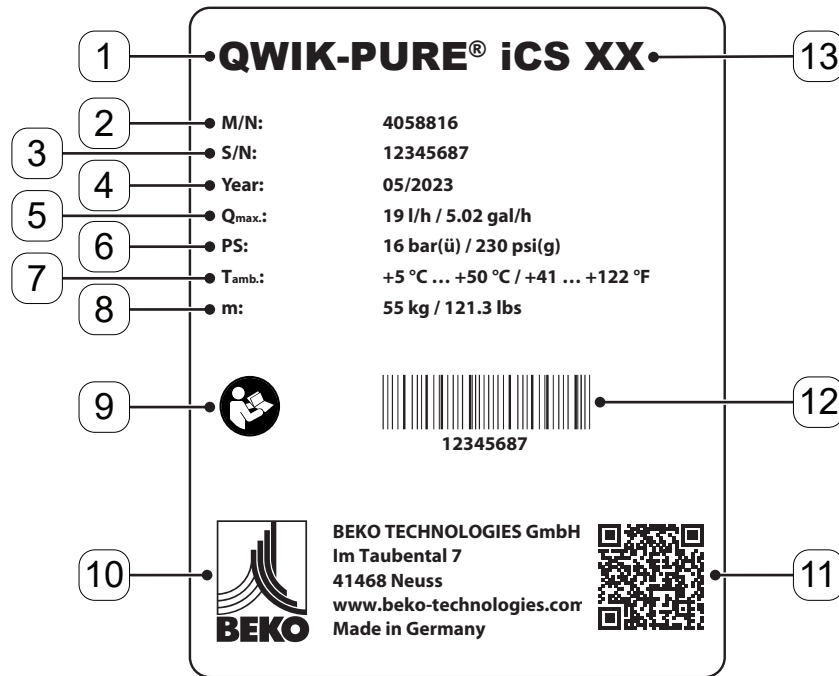 1 QWIK-PURE® iCS XX 13
2 M/N: 4058816
3 S/N: 12345687
4 Year: 05/2023
5 Qmax.: 19 l/h / 5.02 gal/h
6 PS: 16 bar(ü) / 230 psi(g)
7 Tamb.: +5 °C … +50 °C / +41 … +122 °F
8 m: 55 kg / 121.3 lbs
9 12
12345687
BEKO TECHNOLOGIES GmbH
Im Taubental 7
10 41468 Neuss 11
www.beko-technologies.com
BEKO Made in Germany